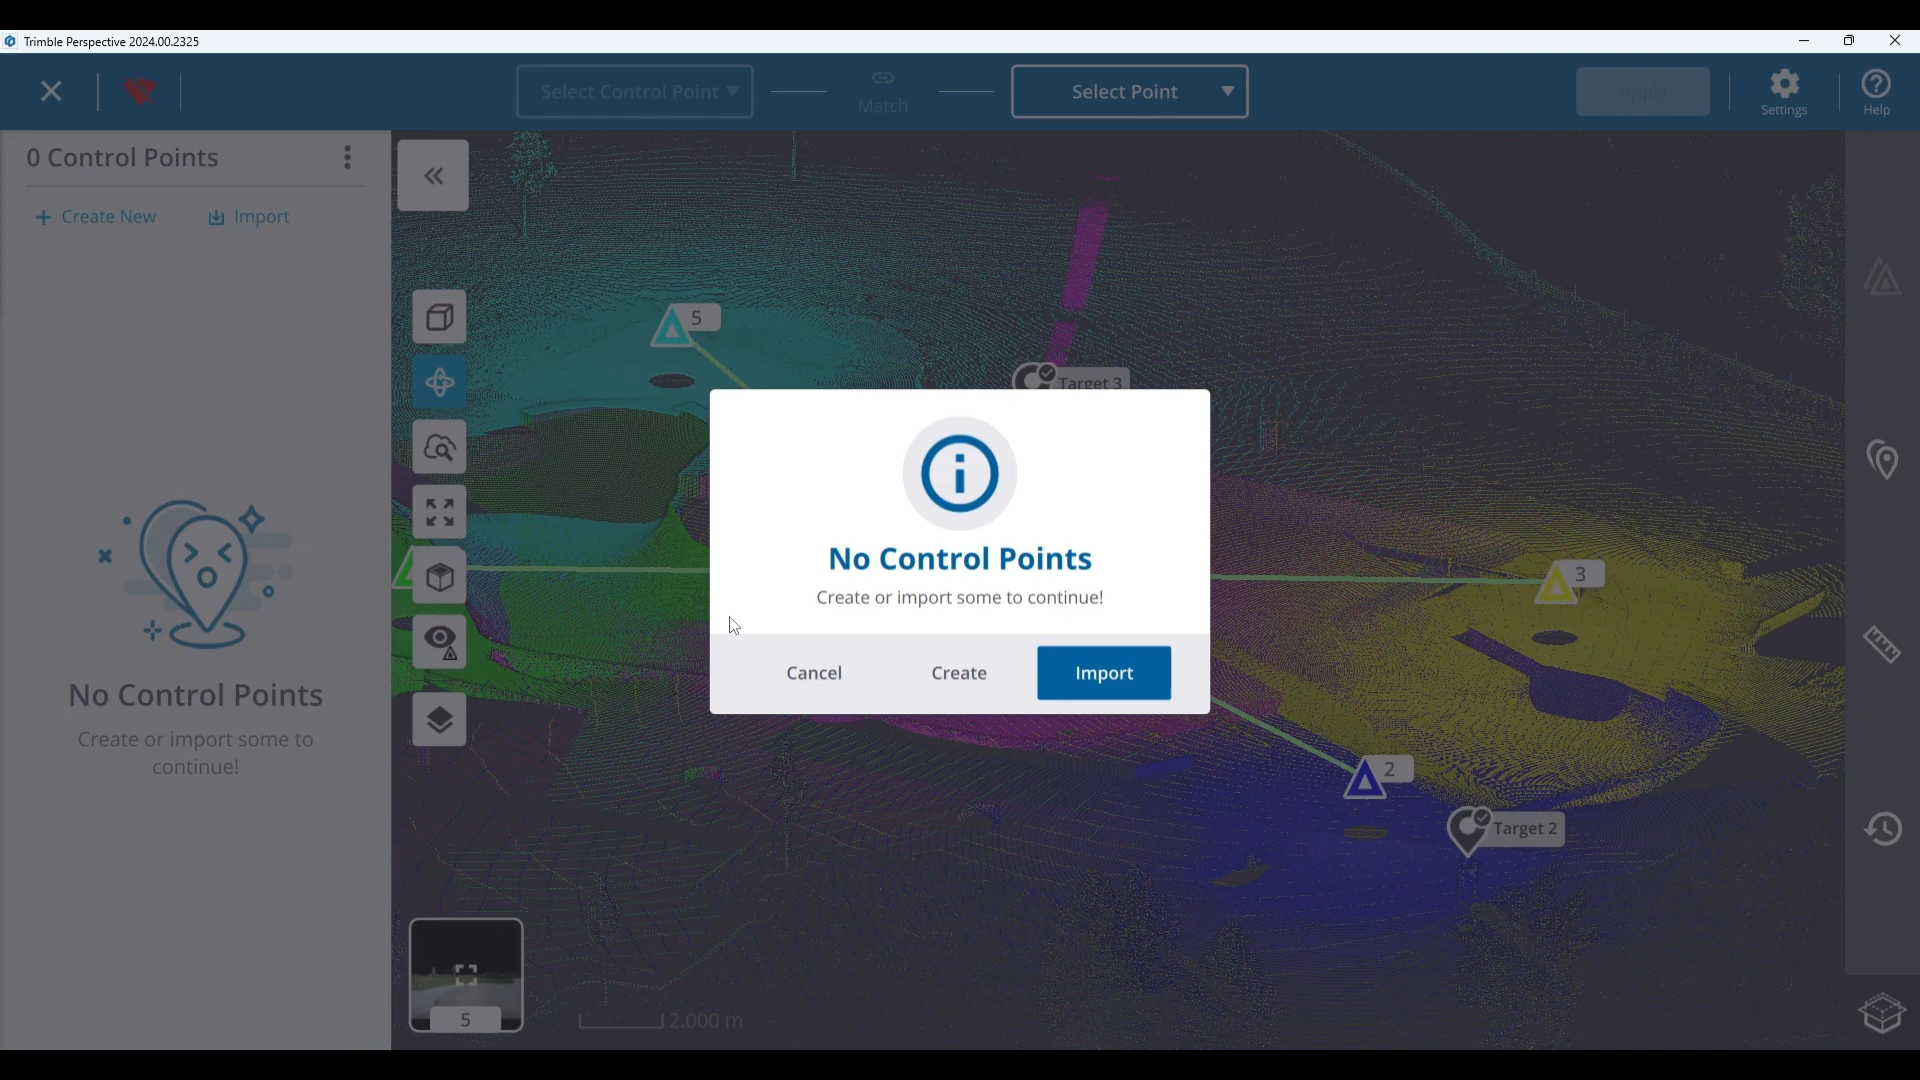 Trimble Perspective 2024.00.2325
Select Control Point
Match
Select Point
Apply
Settings
Help
0 Control Points
Create New
Import
5
Target 3
No Control Points
Create or import some to continue!
3
Cancel
Create
Import
No Control Points
Create or import some to
continue!
2
Target 2
5
2.000 m